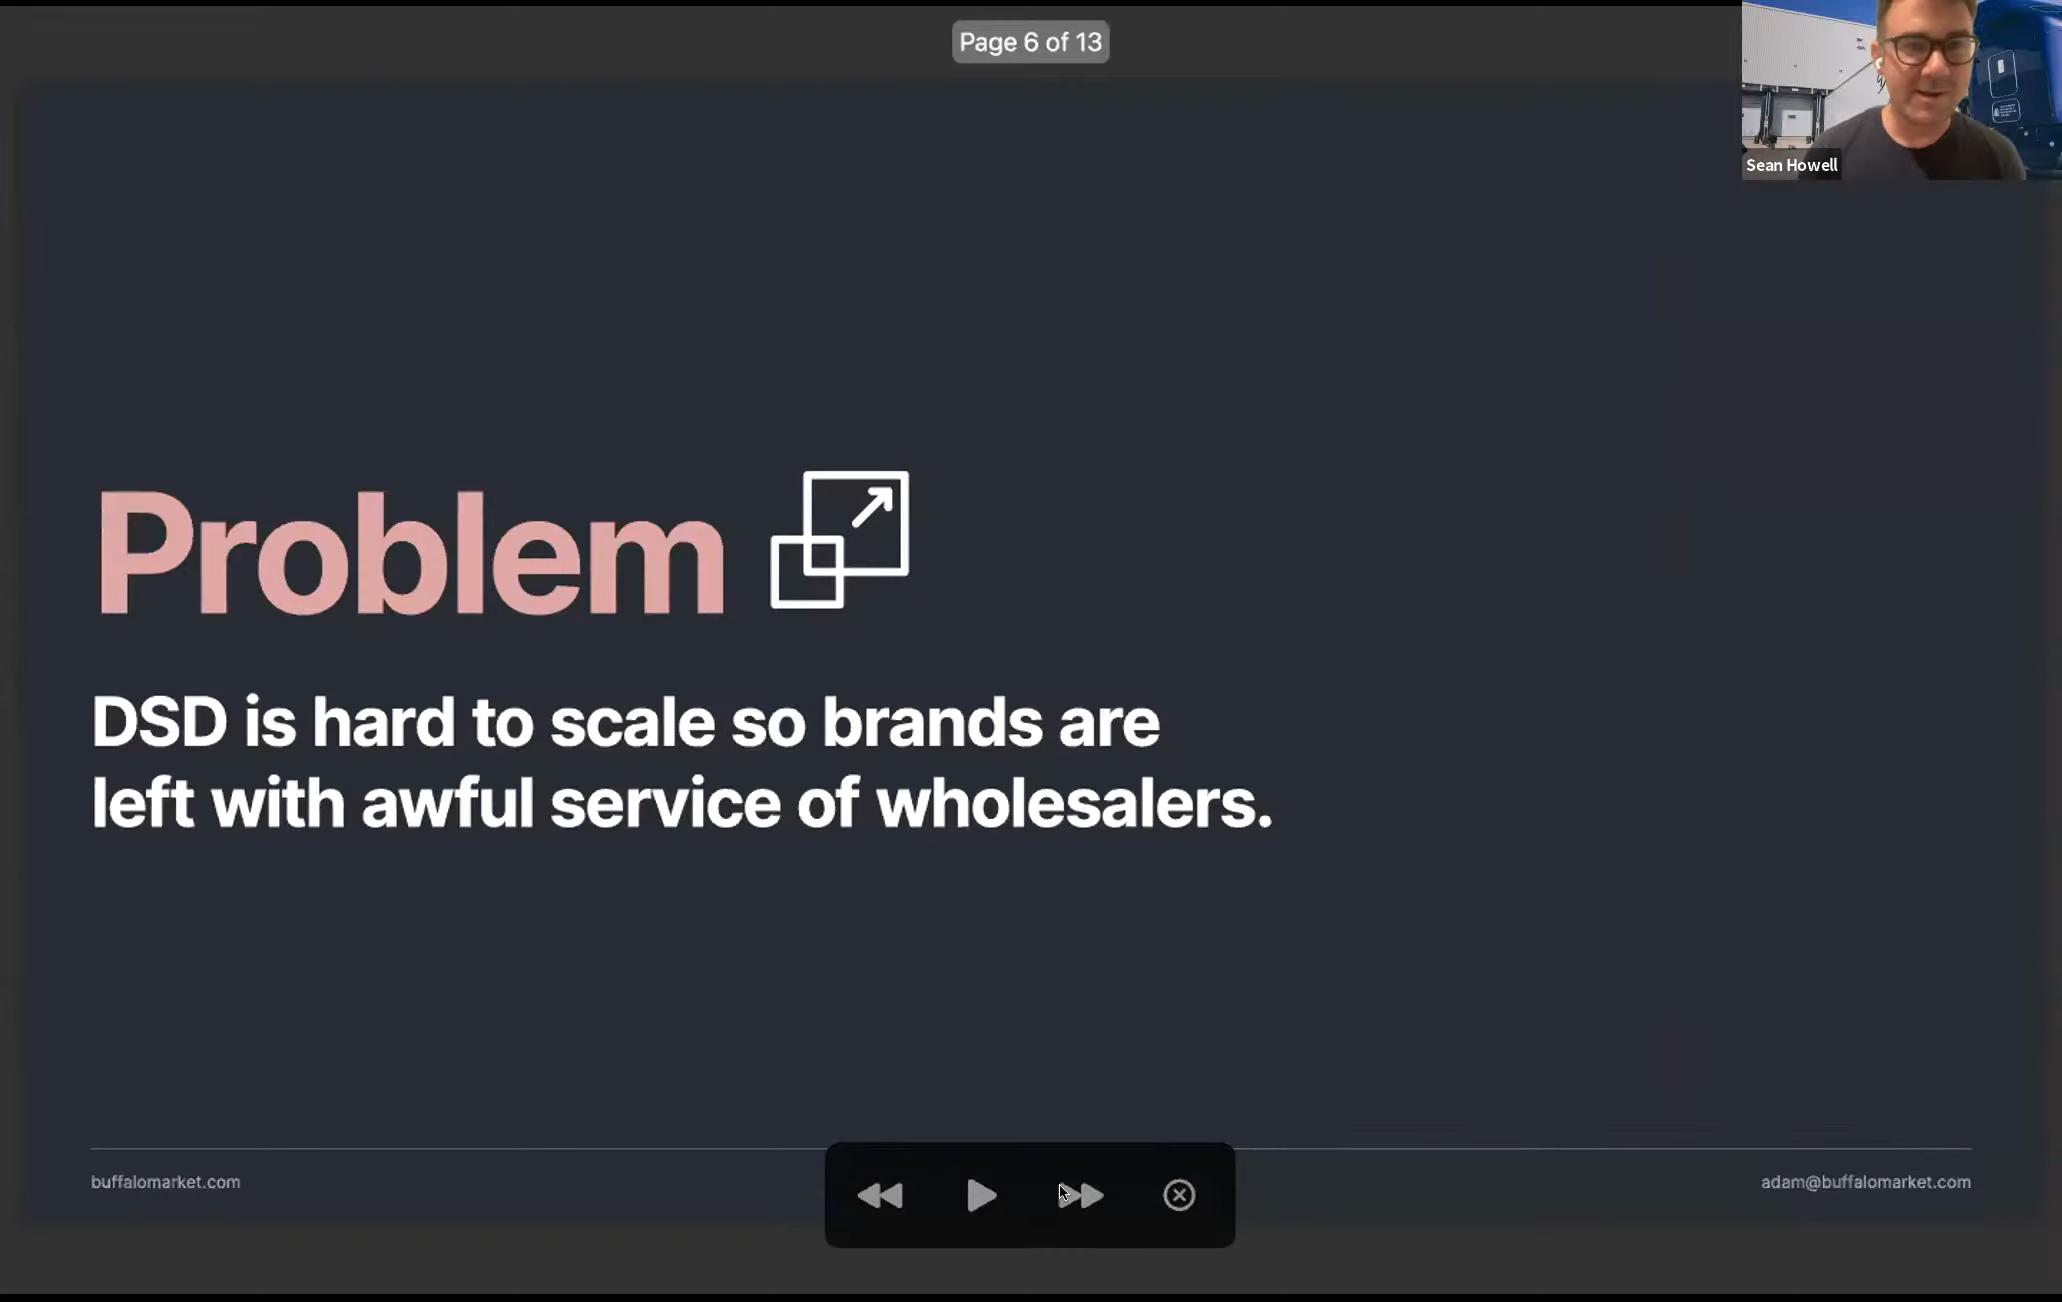 Page 6 of 13
Sean Howell
Problem
DSD is hard to scale so brands are
left with awful service of wholesalers.
buffalomarket.com
adam@buffalomarket.com